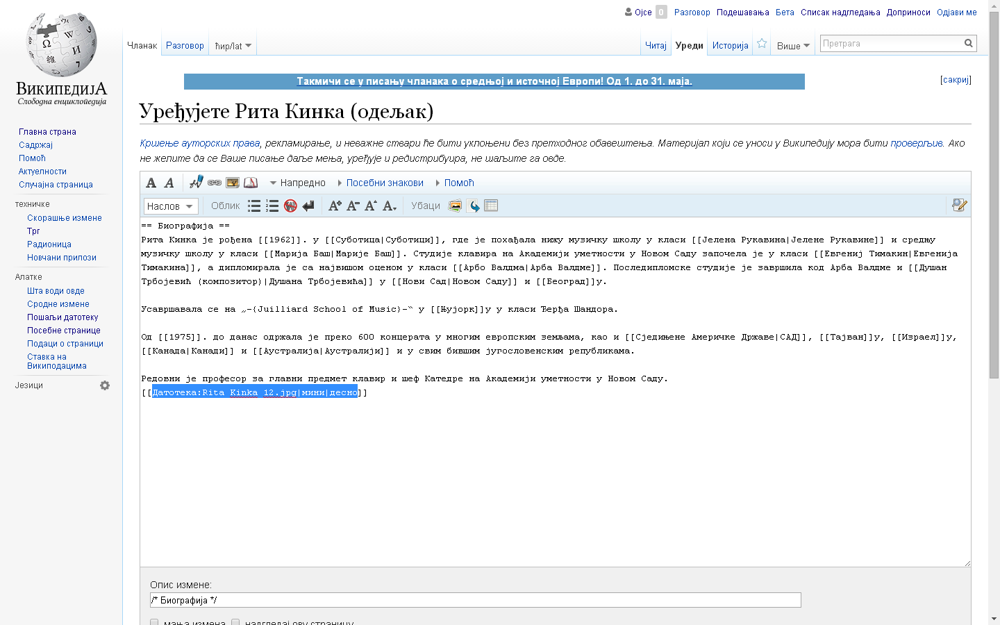 Ојсе 0 Разговор Подешавања Бета Списак надгледања Доприноси Одјави ме
Чланак Разговор ћир/lat Читај Уреди Историја Више Претрага
ВикипедијА
Слободна енциклопедија
Главна страна
Садржај
Помоћ
Актуелности
Случајна страница
техничке
Скорашње измене
Трг
Радионица
Новчани прилози
Алатке
Шта води овде
Сродне измене
Пошаљи датотеку
Посебне странице
Подаци о страници
Ставка на
Википодацима
Језици
Такмичи се у писању чланака о средњој и источној Европи! Од 1. до 31. маја.
[сакриј]
Уређујете Рита Кинка (одељак)
Кршење ауторских права, рекламирање, и неважне ствари ће бити уклоњени без претходног обавештења. Материјал који се уноси у Википедију мора бити проверљив. Ако
не желите да се Ваше писање даље мења, уређује и редистрибуира, не шаљите га овде.
Напредно Посебни знакови Помоћ
Наслов Облик Убаци
== Биографија ==
Рита Кинка је рођена [[1962]]. у [[Суботица|Суботици]], где је похађала нижу музичку школу у класи [[Јелена Рукавина|Јелене Рукавине]] и средњу
музичку школу у класи [[Марија Баш|Марије Баш]]. Студије клавира на Академији уметности у Новом Саду започела је у класи [[Евгениј Тимакин|Евгенија
Тимакина]], а дипломирала је са највишом оценом у класи [[Арбо Валдма|Арба Валдме]]. Последипломске студије је завршила код Арба Валдме и [[Душан
Трбојевић (композитор)|Душана Трбојевића]] у [[Нови Сад|Новом Саду]] и [[Београд]]у.
Усавршавала се на „-{Juilliard School of Music}-“ у [[Њујорк]]у у класи Ђерђа Шандора.
Од [[1975]]. до данас одржала је преко 600 концерата у многим европским земљама, као и [[Сједињене Америчке Државе|САД]], [[Тајван]]у, [[Израел]]у,
[[Канада|Канади]] и [[Аустралија|Аустралији]] и у свим бившим југословенским републикама.
Редовни је професор за главни предмет клавир и шеф Катедре на Академији уметности у Новом Саду.
[[Датотека:Rita Kinka 12.jpg|мини|десно]]
Опис измене:
/* Биографија */
мања измена надгледај ову страницу